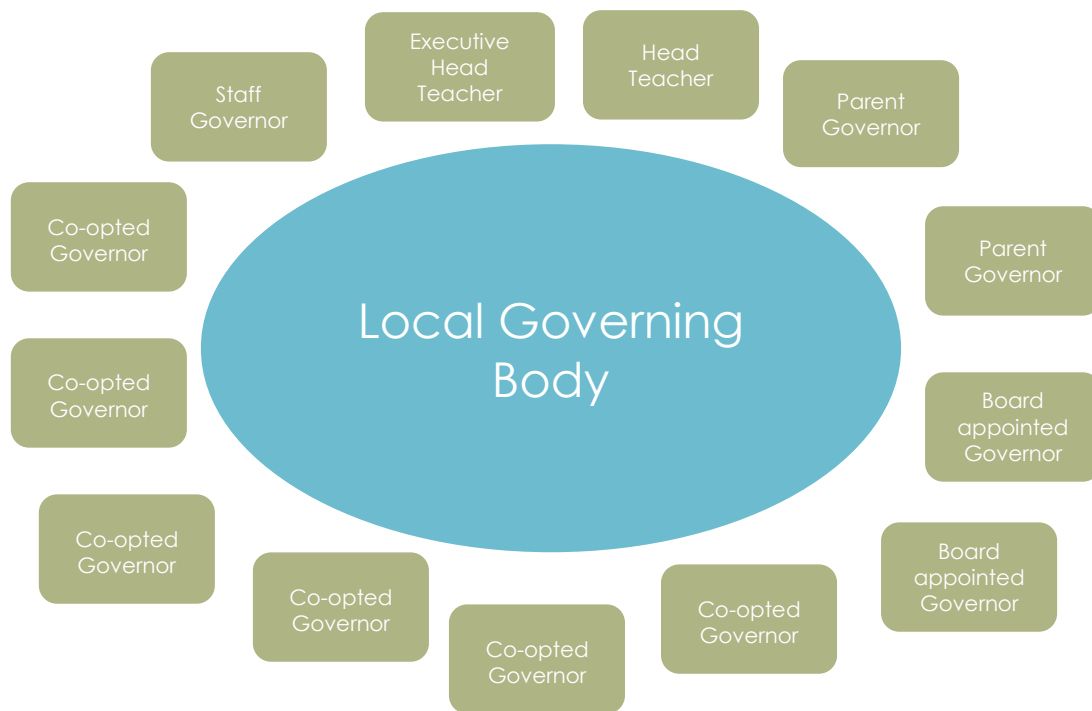 Executive
Head
Teacher
Head
Teacher
Staff
Governor
Parent
Governor
Co-opted
Governor
Parent
Governor
Local Governing
Body
Co-opted
Governor
Board
appointed
Governor
Co-opted
Governor
Board
appointed
Governor
Co-opted
Governor
Co-opted
Governor
Co-opted
Governor